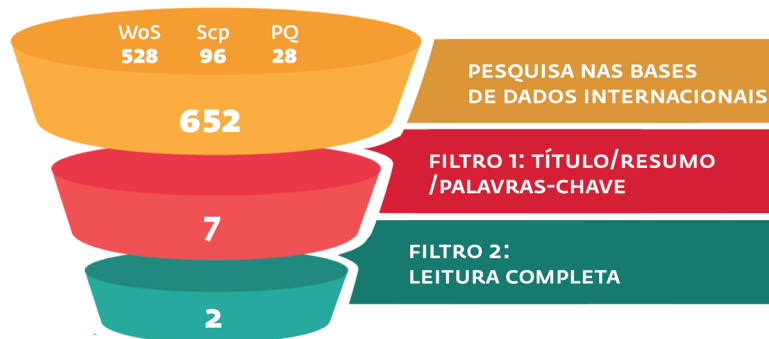 WoS Scp PQ
528 96 28
652
PESQUISA NAS BASES
DE DADOS INTERNACIONAIS
FILTRO 1: TÍTULO/RESUMO
/PALAVRAS-CHAVE
7
FILTRO 2:
LEITURA COMPLETA
2